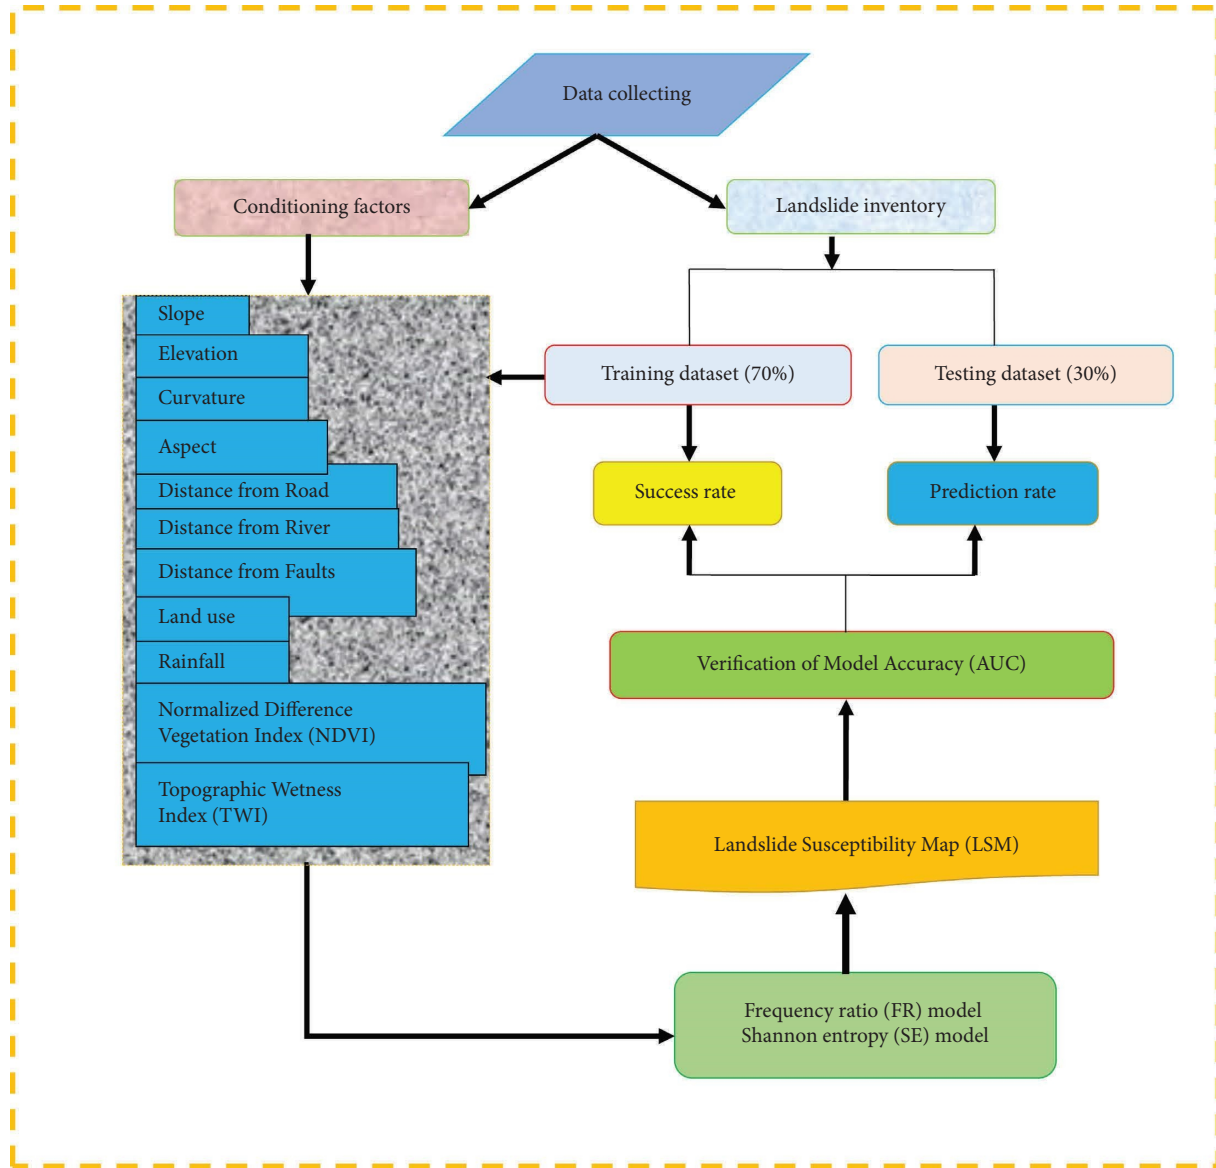 Data collecting
Conditioning factors
Landslide inventory
Slope
Elevation
Curvature
Aspect
Distance from Road
Distance from River
Distance from Faults
Land use
Rainfall
Normalized Difference
Vegetation Index (NDVI)
Topographic Wetness
Index (TWI)
Training dataset (70%)
Testing dataset (30%)
Success rate
Prediction rate
Verification of Model Accuracy (AUC)
Landslide Susceptibility Map (LSM)
Frequency ratio (FR) model
Shannon entropy (SE) model